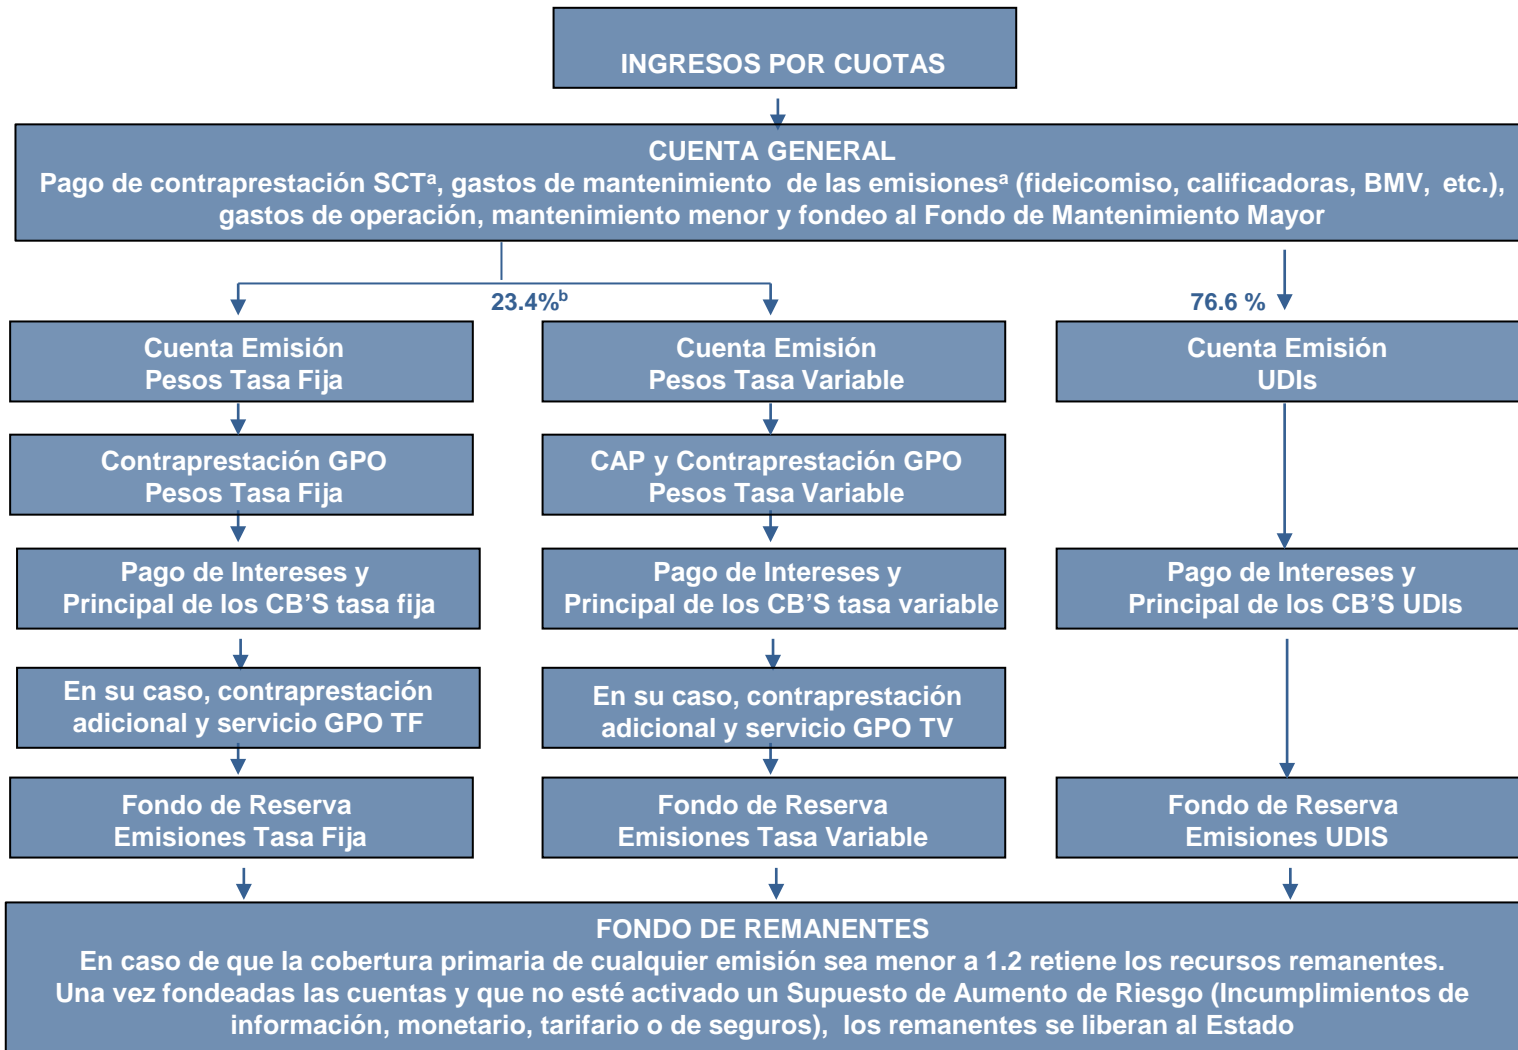 INGRESOS POR CUOTAS
CUENTA GENERAL
Pago de contraprestación SCTᵃ, gastos de mantenimiento de las emisionesᵃ (fideicomiso, calificadoras, BMV, etc.),
gastos de operación, mantenimiento menor y fondeo al Fondo de Mantenimiento Mayor
23.4%ᵇ
76.6 %
Cuenta Emisión
Pesos Tasa Fija
Cuenta Emisión
Pesos Tasa Variable
Cuenta Emisión
UDIs
Contraprestación GPO
Pesos Tasa Fija
CAP y Contraprestación GPO
Pesos Tasa Variable
Pago de Intereses y
Principal de los CB’S tasa fija
Pago de Intereses y
Principal de los CB’S tasa variable
Pago de Intereses y
Principal de los CB’S UDIs
En su caso, contraprestación
adicional y servicio GPO TF
En su caso, contraprestación
adicional y servicio GPO TV
Fondo de Reserva
Emisiones Tasa Fija
Fondo de Reserva
Emisiones Tasa Variable
Fondo de Reserva
Emisiones UDIS
FONDO DE REMANENTES
En caso de que la cobertura primaria de cualquier emisión sea menor a 1.2 retiene los recursos remanentes.
Una vez fondeadas las cuentas y que no esté activado un Supuesto de Aumento de Riesgo (Incumplimientos de
información, monetario, tarifario o de seguros), los remanentes se liberan al Estado